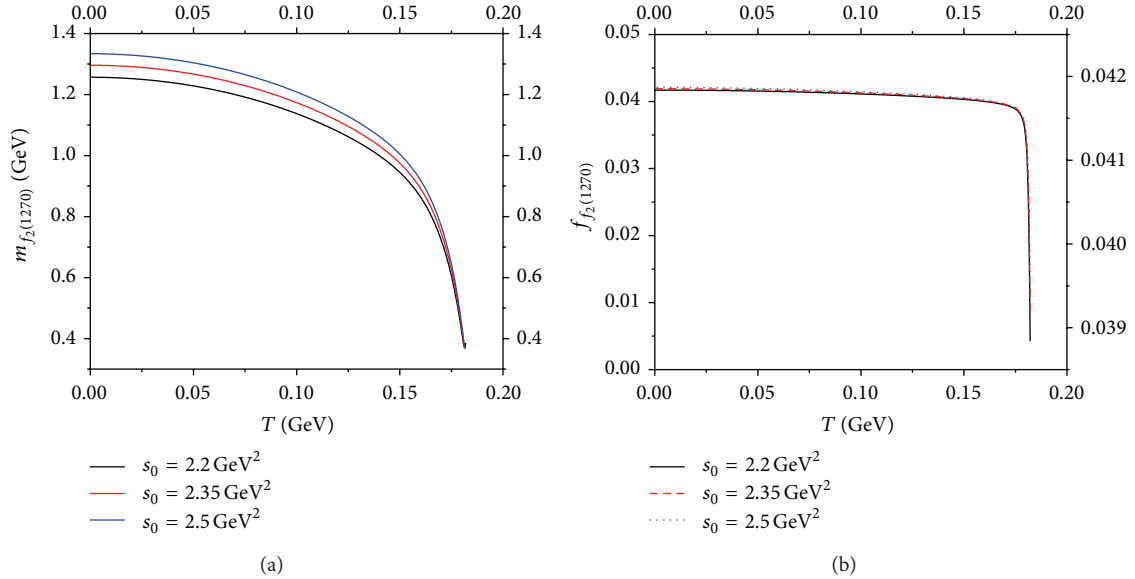 0.00 0.05 0.10 0.15 0.20
1.4 1.4
1.2 1.2
1.0 1.0
0.8 0.8
0.6 0.6
0.4 0.4
m_{f_2(1270)} (GeV)
0.00 0.05 0.10 0.15 0.20
T (GeV)
s_0 = 2.2 GeV^2
s_0 = 2.35 GeV^2
s_0 = 2.5 GeV^2
(a)
0.00 0.05 0.10 0.15 0.20
0.05
0.04
0.03
0.02
0.01
0.00
f_{f_2(1270)}
0.042
0.041
0.040
0.039
0.00 0.05 0.10 0.15 0.20
T (GeV)
s_0 = 2.2 GeV^2
s_0 = 2.35 GeV^2
s_0 = 2.5 GeV^2
(b)